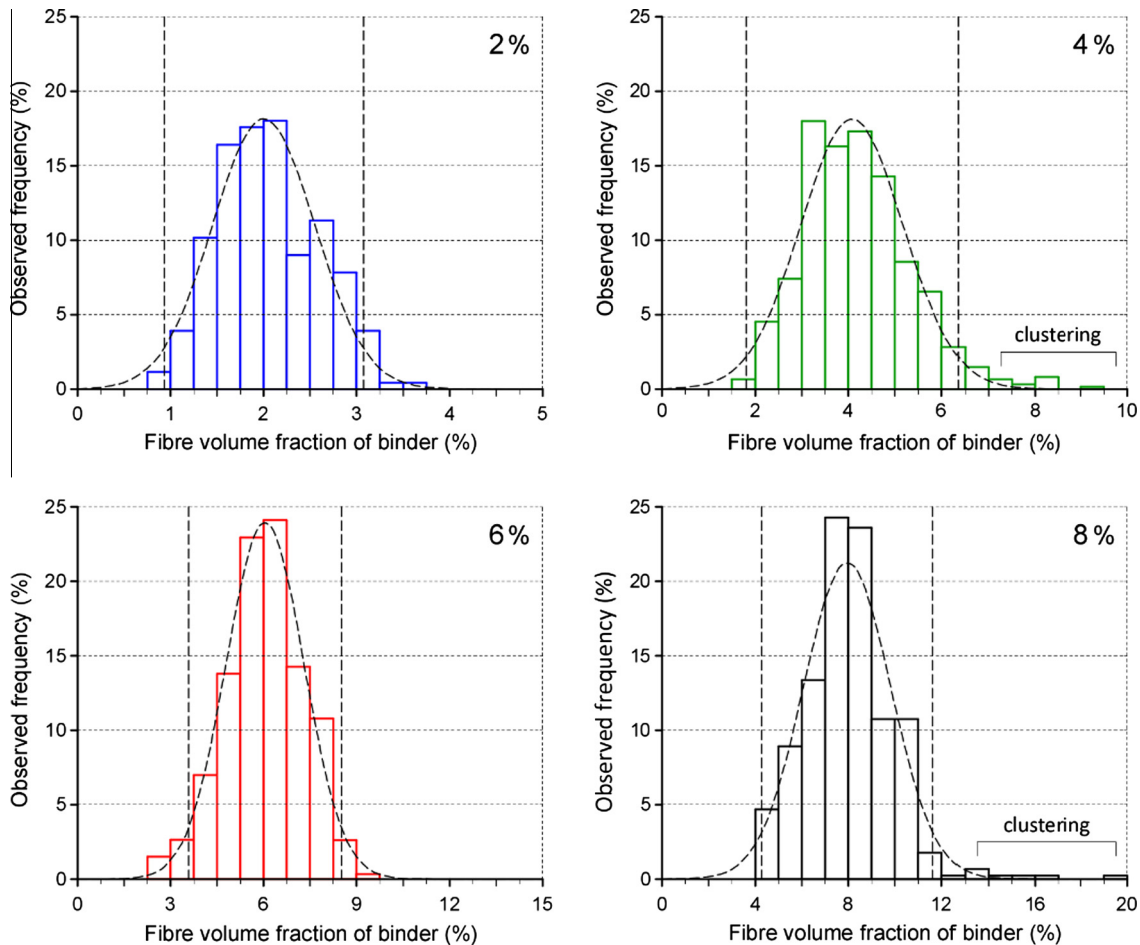 2 %
Observed frequency (%)
25
20
15
10
5
0
0 1 2 3 4 5
Fibre volume fraction of binder (%)
4 %
Observed frequency (%)
25
20
15
10
5
0
clustering
0 2 4 6 8 10
Fibre volume fraction of binder (%)
6 %
Observed frequency (%)
25
20
15
10
5
0
0 3 6 9 12 15
Fibre volume fraction of binder (%)
8 %
Observed frequency (%)
25
20
15
10
5
0
clustering
0 4 8 12 16 20
Fibre volume fraction of binder (%)